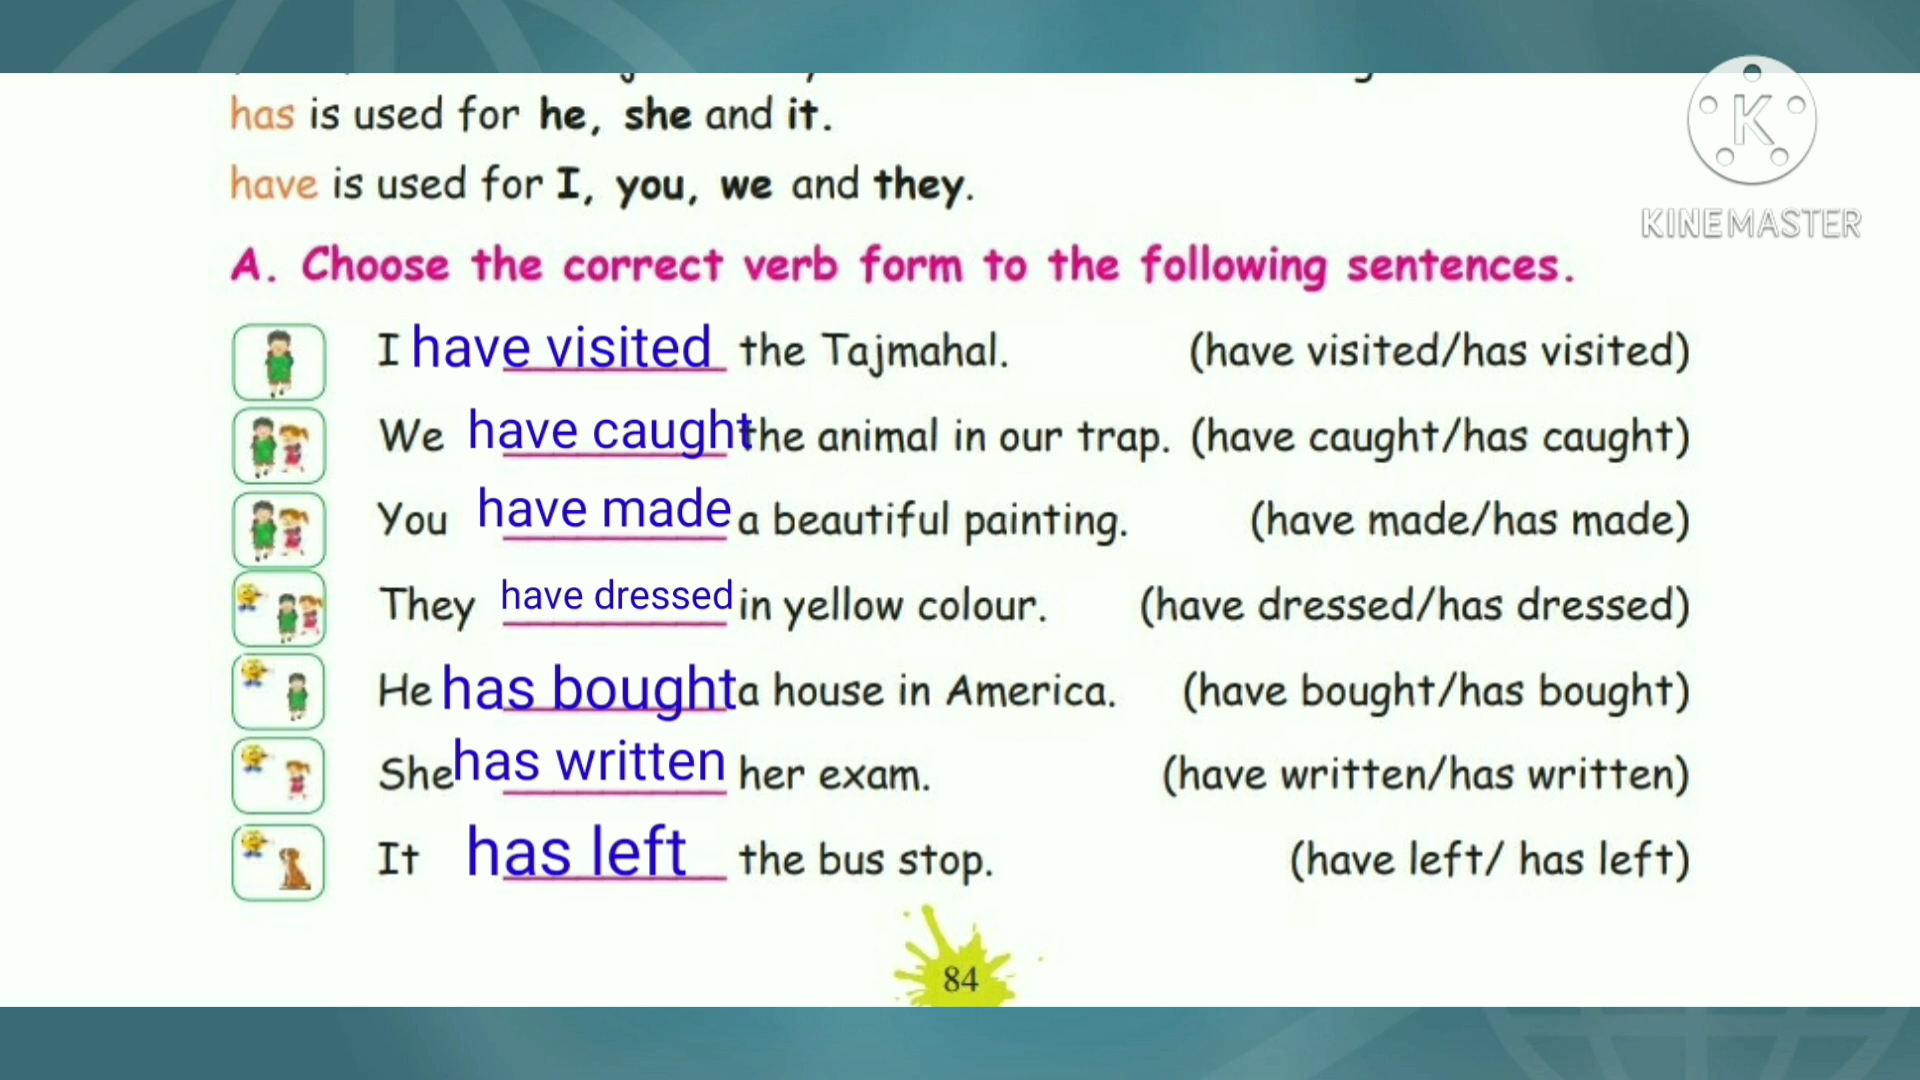 has is used for he, she and it.
have is used for I, you, we and they.
A. Choose the correct verb form to the following sentences.
I have visited the Tajmahal. (have visited/has visited)
We have caught the animal in our trap. (have caught/has caught)
You have made a beautiful painting. (have made/has made)
They have dressed in yellow colour. (have dressed/has dressed)
He has bought a house in America. (have bought/has bought)
She has written her exam. (have written/has written)
It has left the bus stop. (have left/ has left)
84
K
KINEMASTER